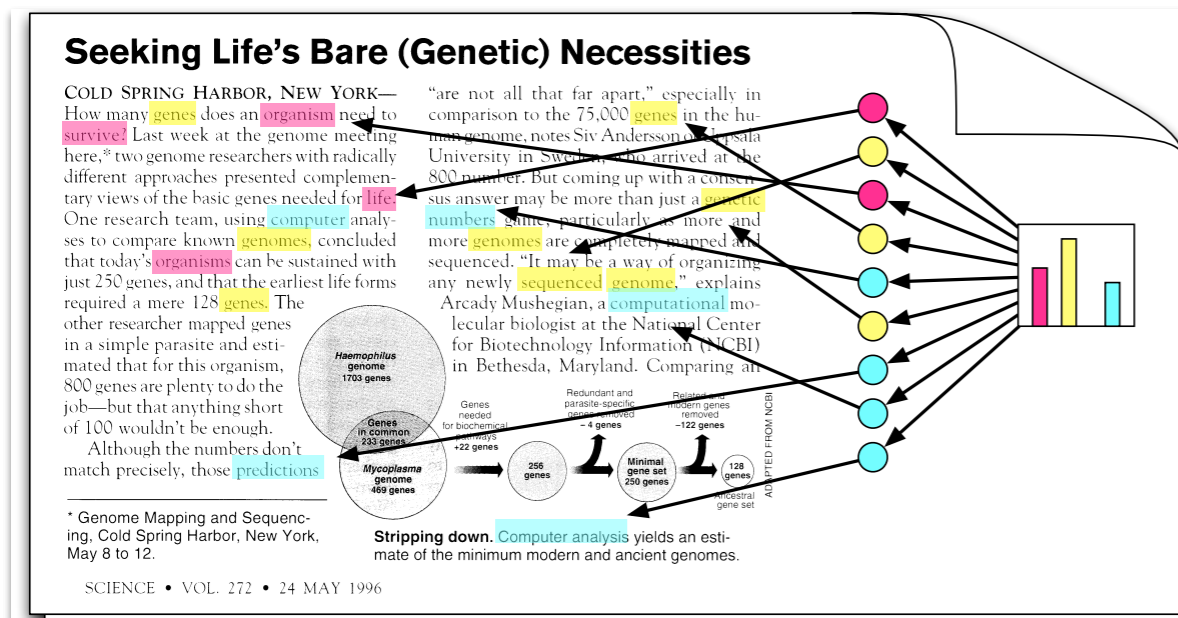 Seeking Life's Bare (Genetic) Necessities
COLD SPRING HARBOR, NEW YORK—
How many genes does an organism need to
survive? Last week at the genome meeting
here,* two genome researchers with radically
different approaches presented complemen-
tary views of the basic genes needed for life.
One research team, using computer analy-
ses to compare known genomes, concluded
that today's organisms can be sustained with
just 250 genes, and that the earliest life forms
required a mere 128 genes. The
other researcher mapped genes
in a simple parasite and esti-
mated that for this organism,
800 genes are plenty to do the
job—but that anything short
of 100 wouldn't be enough.
Although the numbers don't
match precisely, those predictions
* Genome Mapping and Sequenc-
ing, Cold Spring Harbor, New York,
May 8 to 12.
"are not all that far apart," especially in
comparison to the 75,000 genes in the hu-
man genome, notes Siv Andersson of Uppsala
University in Sweden, who arrived at the
800 number. But coming up with a consen-
sus answer may be more than just a genetic
numbers game, particularly as more and
more genomes are completely mapped and
sequenced. "It may be a way of organizing
any newly sequenced genome," explains
Arcady Mushegian, a computational mo-
lecular biologist at the National Center
for Biotechnology Information (NCBI)
in Bethesda, Maryland. Comparing an
Haemophilus
genome
1703 genes
Genes
in common
233 genes
Mycoplasma
genome
469 genes
Genes
needed
for biochemical
pathways
+22 genes
256
genes
Redundant and
parasite-specific
genes removed
– 4 genes
Minimal
gene set
250 genes
Related and
modern genes
removed
–122 genes
128
genes
Ancestral
gene set
ADAPTED FROM NCBI
Stripping down. Computer analysis yields an esti-
mate of the minimum modern and ancient genomes.
SCIENCE • VOL. 272 • 24 MAY 1996